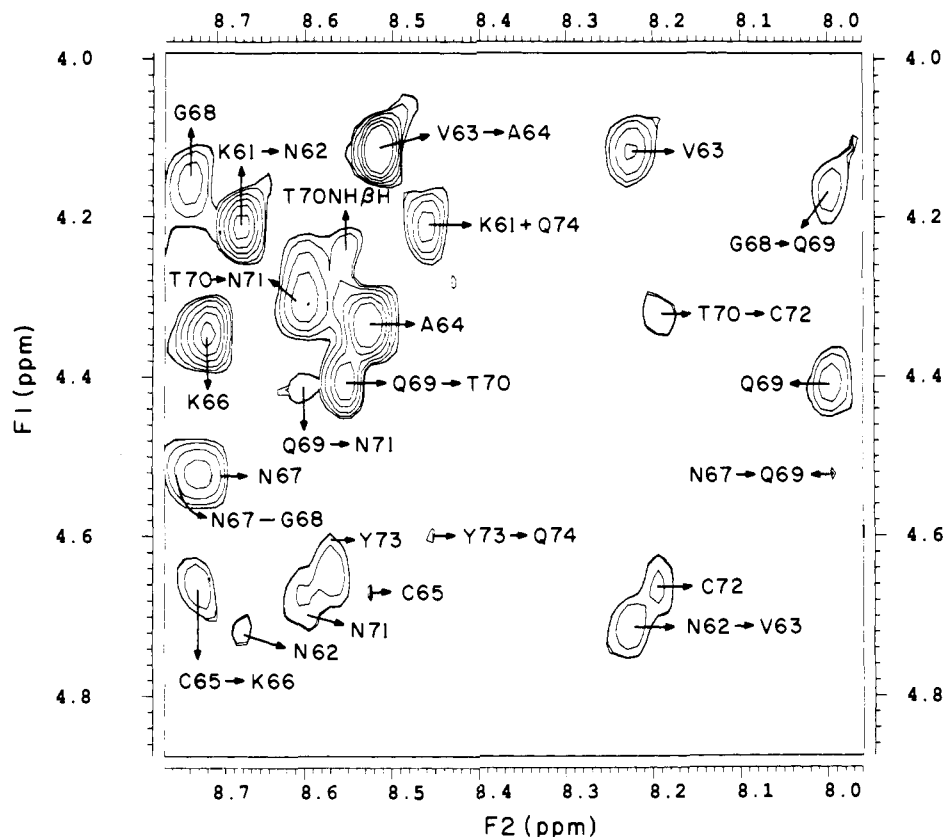 8.7 8.6 8.5 8.4 8.3 8.2 8.1 8.0
4.0 4.0
G68
K61→N62
V63→A64
V63
T70NHβH
4.2 4.2
K61+Q74
G68→Q69
T70→N71
T70→C72
A64
4.4 4.4
K66
Q69→T70
Q69
Q69→N71
N67
N67→Q69
N67-G68
4.6 4.6
Y73
Y73→Q74
C65
C72
N71
N62→V63
N62
C65→K66
4.8 4.8
F1 (ppm)
8.7 8.6 8.5 8.4 8.3 8.2 8.1 8.0
F2 (ppm)